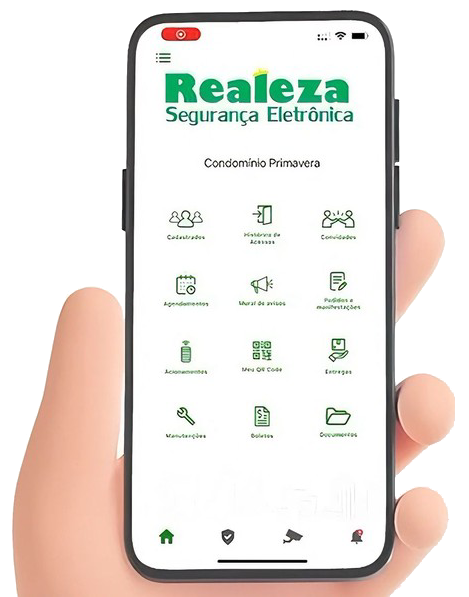 Realeza
Segurança Eletrônica
Condomínio Primavera
Cadastrados
Histórico de
Acessos
Convidados
Agendamentos
Mural de avisos
Pedidos e
manifestações
Acionamentos
Meu QR Code
Entregas
Manutenções
Boletos
Documentos